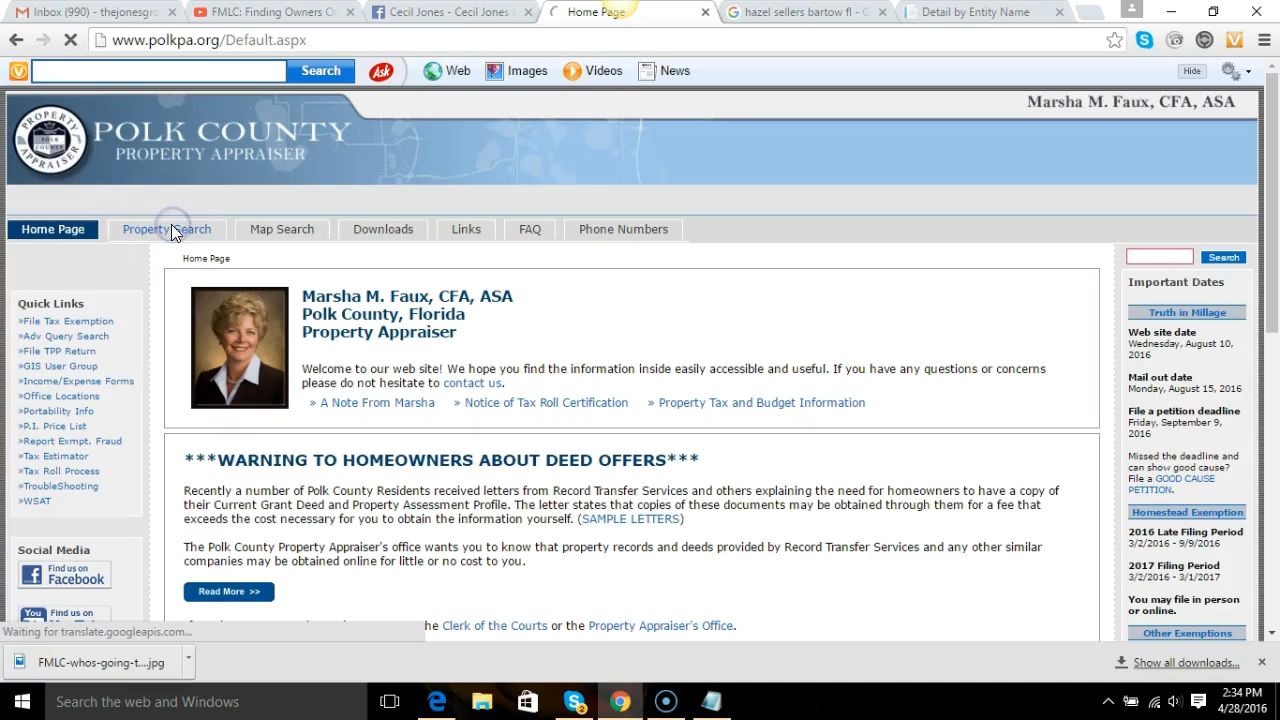 Inbox (990) - thejonesgro
FMLC: Finding Owners O
Cecil Jones - Cecil Jones
Home Page
hazel sellers bartow fl - G
Detail by Entity Name
www.polkpa.org/Default.aspx
Search
Ask
Web
Images
Videos
News
Hide
Marsha M. Faux, CFA, ASA
PROPERTY APPRAISER
POLK COUNTY
PROPERTY APPRAISER
Home Page
Property Search
Map Search
Downloads
Links
FAQ
Phone Numbers
Home Page
Search
Quick Links
»File Tax Exemption
»Adv Query Search
»File TPP Return
»GIS User Group
»Income/Expense Forms
»Office Locations
»Portability Info
»P.I. Price List
»Report Exmpt. Fraud
»Tax Estimator
»Tax Roll Process
»TroubleShooting
»WSAT
Social Media
Find us on
Facebook
You
Find us on
Marsha M. Faux, CFA, ASA
Polk County, Florida
Property Appraiser
Welcome to our web site! We hope you find the information inside easily accessible and useful. If you have any questions or concerns
please do not hesitate to contact us.
» A Note From Marsha
» Notice of Tax Roll Certification
» Property Tax and Budget Information
***WARNING TO HOMEOWNERS ABOUT DEED OFFERS***
Recently a number of Polk County Residents received letters from Record Transfer Services and others explaining the need for homeowners to have a copy of
their Current Grant Deed and Property Assessment Profile. The letter states that copies of these documents may be obtained through them for a fee that
exceeds the cost necessary for you to obtain the information yourself. (SAMPLE LETTERS)
The Polk County Property Appraiser's office wants you to know that property records and deeds provided by Record Transfer Services and any other similar
companies may be obtained online for little or no cost to you.
Read More >>
the Clerk of the Courts or the Property Appraiser's Office.
Important Dates
Truth in Millage
Web site date
Wednesday, August 10,
2016
Mail out date
Monday, August 15, 2016
File a petition deadline
Friday, September 9,
2016
Missed the deadline and
can show good cause?
File a GOOD CAUSE
PETITION.
Homestead Exemption
2016 Late Filing Period
3/2/2016 - 9/9/2016
2017 Filing Period
3/2/2016 - 3/1/2017
You may file in person
or online.
Other Exemptions
Waiting for translate.googleapis.com...
FMLC-whos-going-t....jpg
Show all downloads...
Search the web and Windows
2
2:34 PM
4/28/2016